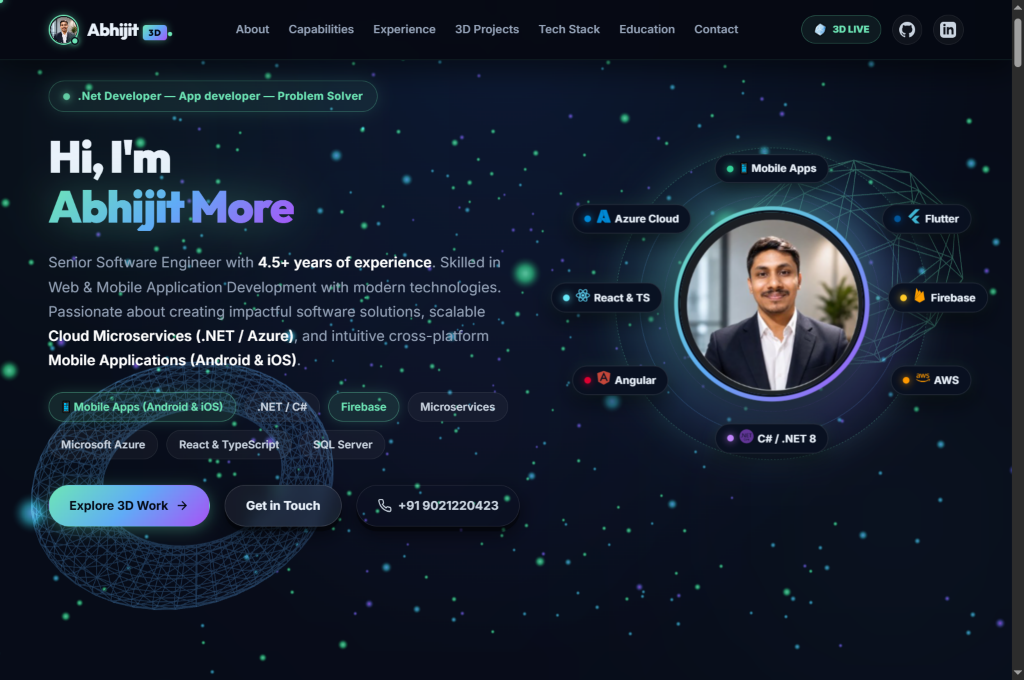 Abhijit 3D
About
Capabilities
Experience
3D Projects
Tech Stack
Education
Contact
3D LIVE
.Net Developer — App developer — Problem Solver
Hi, I'm
Abhijit More
Senior Software Engineer with 4.5+ years of experience. Skilled in
Web & Mobile Application Development with modern technologies.
Passionate about creating impactful software solutions, scalable
Cloud Microservices (.NET / Azure), and intuitive cross-platform
Mobile Applications (Android & iOS).
Mobile Apps (Android & iOS)
.NET / C#
Firebase
Microservices
Microsoft Azure
React & TypeScript
SQL Server
Explore 3D Work →
Get in Touch
+91 9021220423
Mobile Apps
Azure Cloud
Flutter
React & TS
Firebase
Angular
aws AWS
C# / .NET 8